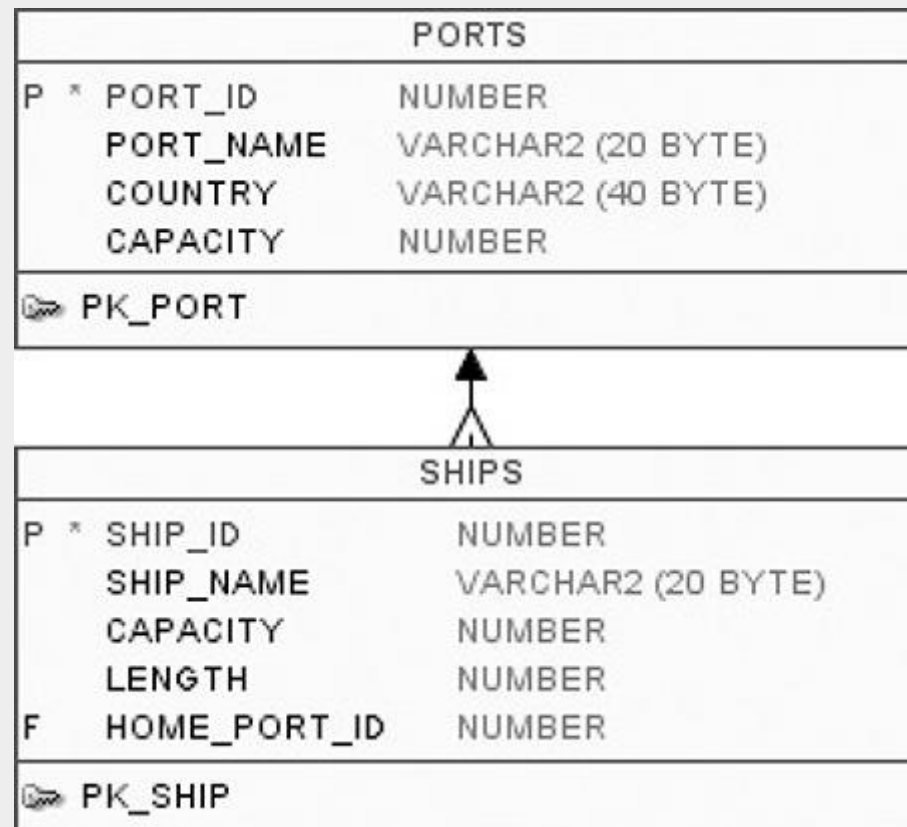 PORTS
P * PORT_ID NUMBER
PORT_NAME VARCHAR2 (20 BYTE)
COUNTRY VARCHAR2 (40 BYTE)
CAPACITY NUMBER
PK_PORT
SHIPS
P * SHIP_ID NUMBER
SHIP_NAME VARCHAR2 (20 BYTE)
CAPACITY NUMBER
LENGTH NUMBER
F HOME_PORT_ID NUMBER
PK_SHIP